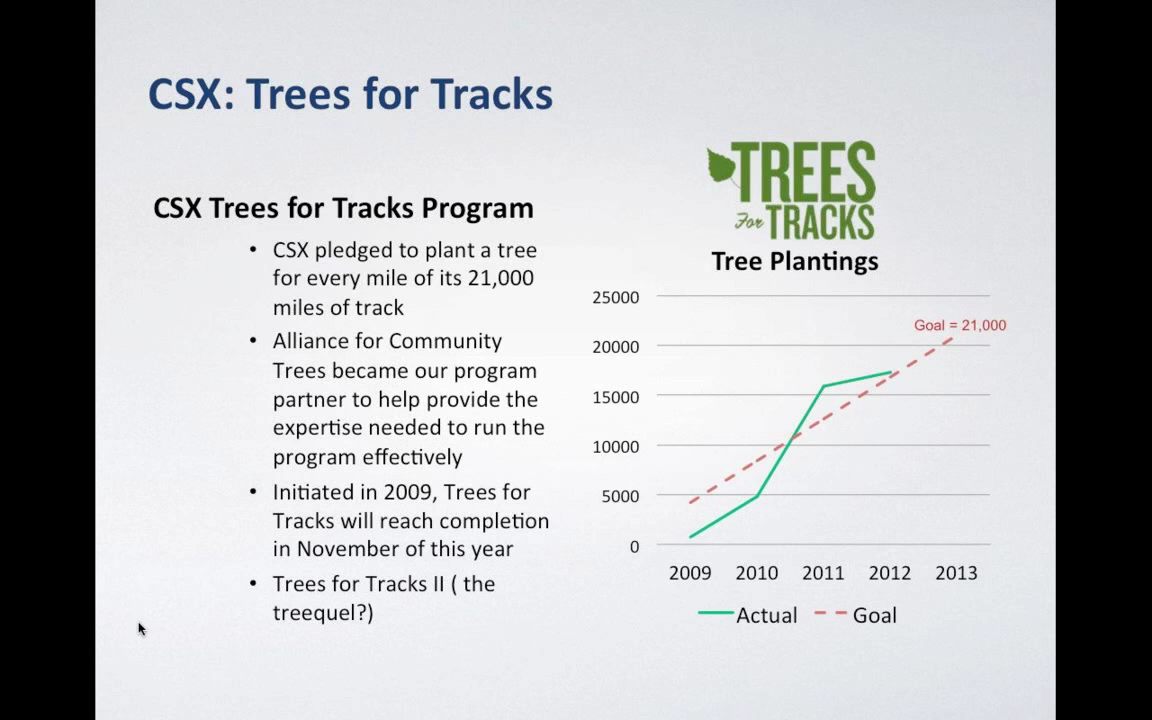 CSX: Trees for Tracks
CSX Trees for Tracks Program
• CSX pledged to plant a tree
for every mile of its 21,000
miles of track
• Alliance for Community
Trees became our program
partner to help provide the
expertise needed to run the
program effectively
• Initiated in 2009, Trees for
Tracks will reach completion
in November of this year
• Trees for Tracks II ( the
treequel?)
TREES
For TRACKS
Tree Plantings
25000
Goal = 21,000
20000
15000
10000
5000
0
2009 2010 2011 2012 2013
Actual Goal